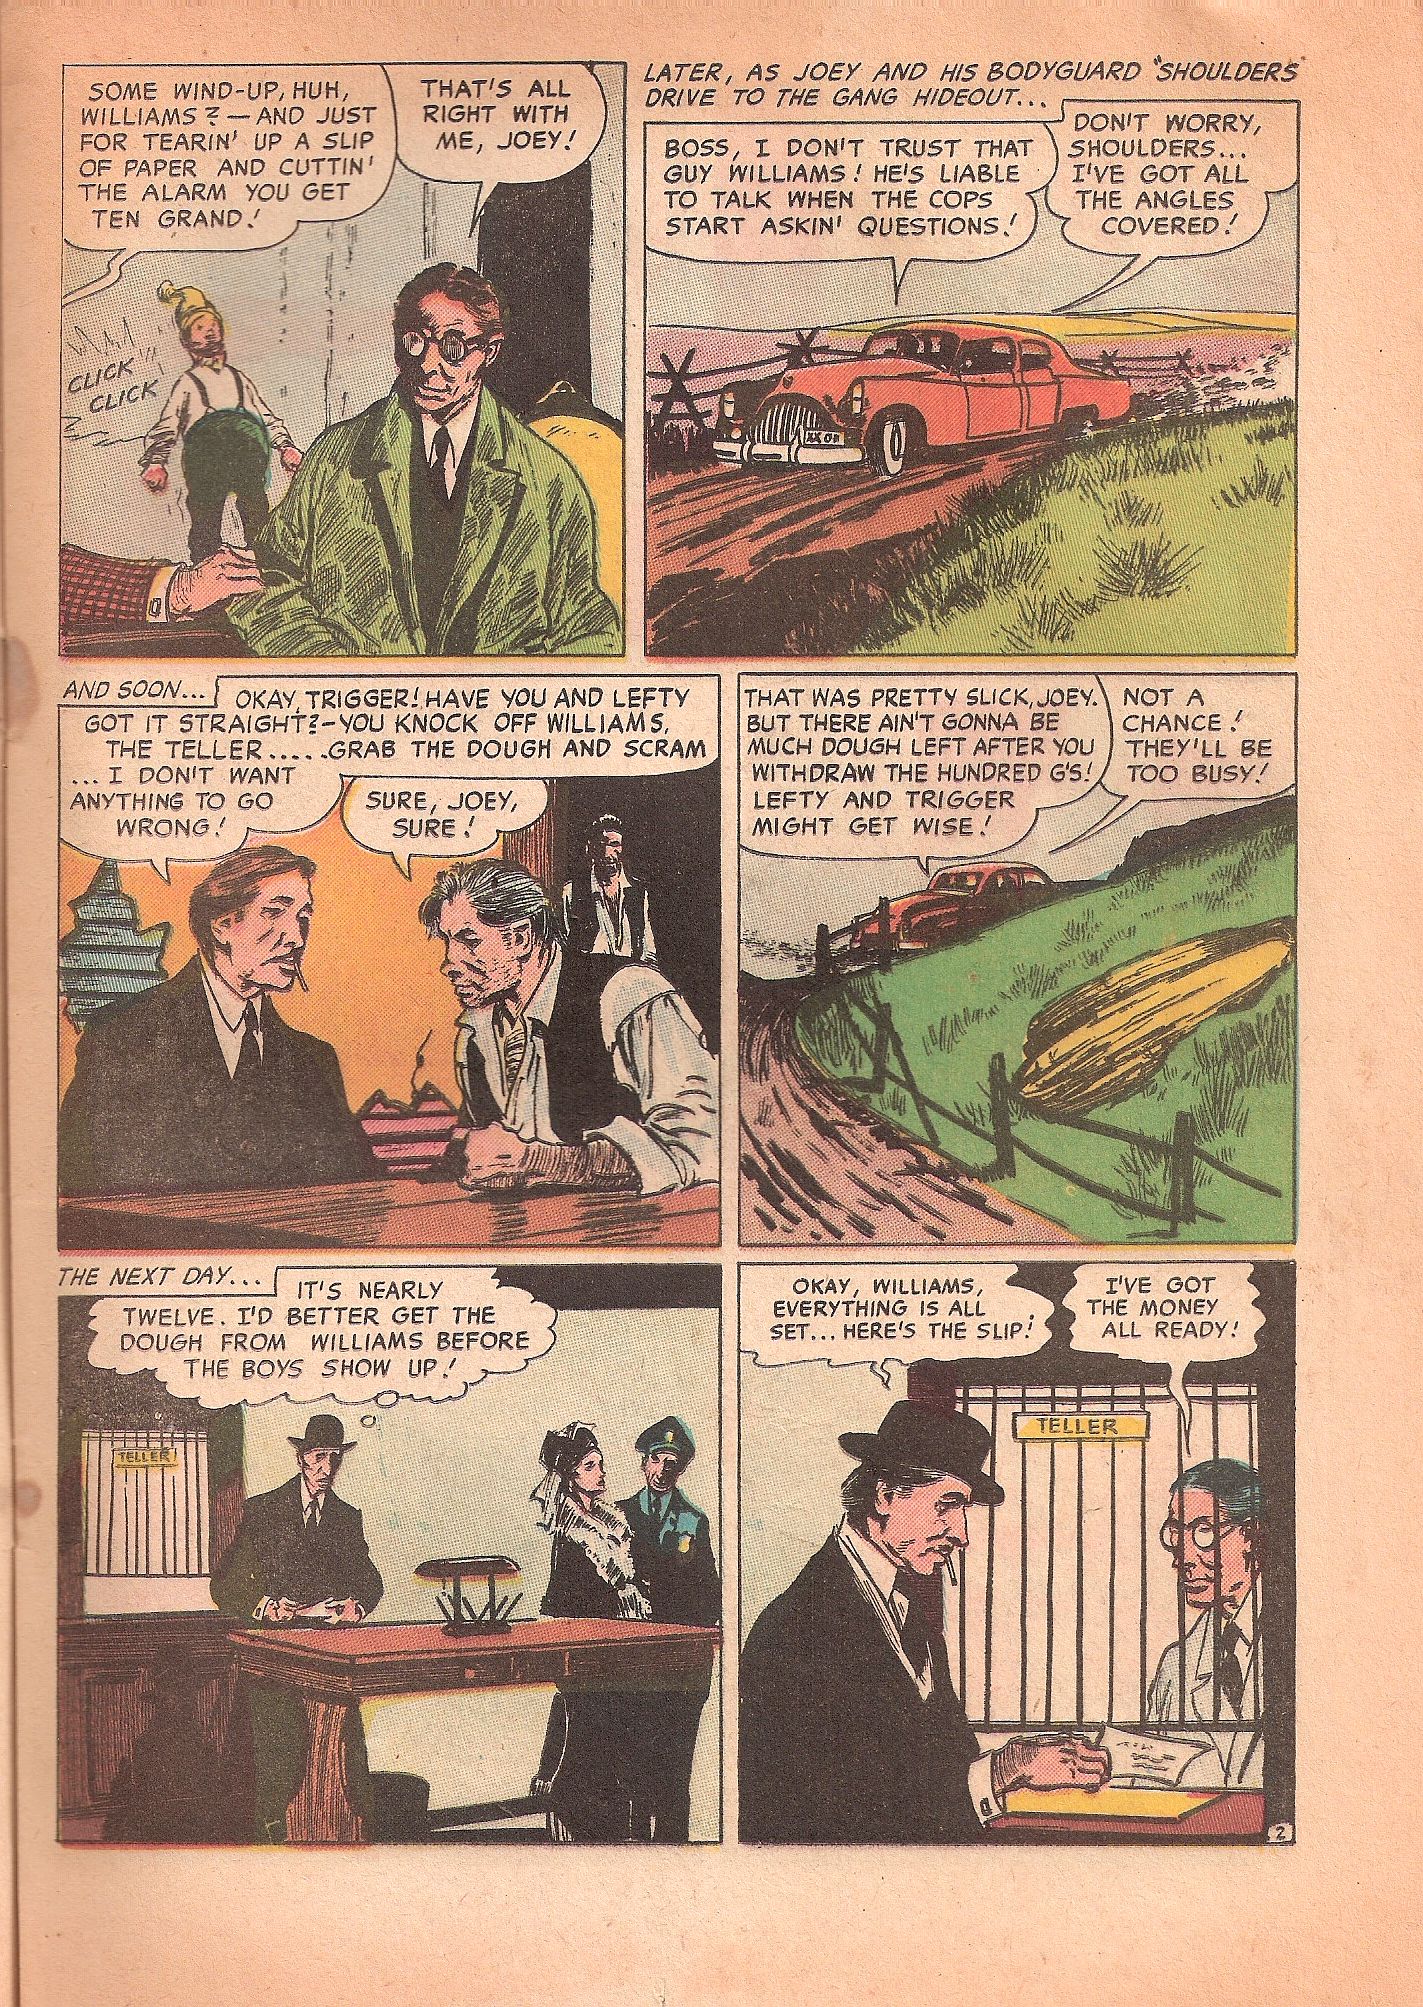 SOME WIND-UP, HUH,
WILLIAMS? — AND JUST
FOR TEARIN' UP A SLIP
OF PAPER AND CUTTIN'
THE ALARM YOU GET
TEN GRAND!
THAT'S ALL
RIGHT WITH
ME, JOEY!
CLICK
CLICK
LATER, AS JOEY AND HIS BODYGUARD "SHOULDERS"
DRIVE TO THE GANG HIDEOUT...
BOSS, I DON'T TRUST THAT
GUY WILLIAMS! HE'S LIABLE
TO TALK WHEN THE COPS
START ASKIN' QUESTIONS!
DON'T WORRY,
SHOULDERS...
I'VE GOT ALL
THE ANGLES
COVERED!
AND SOON...
OKAY, TRIGGER! HAVE YOU AND LEFTY
GOT IT STRAIGHT?-YOU KNOCK OFF WILLIAMS,
THE TELLER......GRAB THE DOUGH AND SCRAM
...I DON'T WANT
ANYTHING TO GO
WRONG!
SURE, JOEY,
SURE!
THAT WAS PRETTY SLICK, JOEY.
BUT THERE AIN'T GONNA BE
MUCH DOUGH LEFT AFTER YOU
WITHDRAW THE HUNDRED G'S!
LEFTY AND TRIGGER
MIGHT GET WISE!
NOT A
CHANCE!
THEY'LL BE
TOO BUSY!
THE NEXT DAY...
IT'S NEARLY
TWELVE. I'D BETTER GET THE
DOUGH FROM WILLIAMS BEFORE
THE BOYS SHOW UP!
TELLER
OKAY, WILLIAMS,
EVERYTHING IS ALL
SET... HERE'S THE SLIP!
I'VE GOT
THE MONEY
ALL READY!
TELLER
2